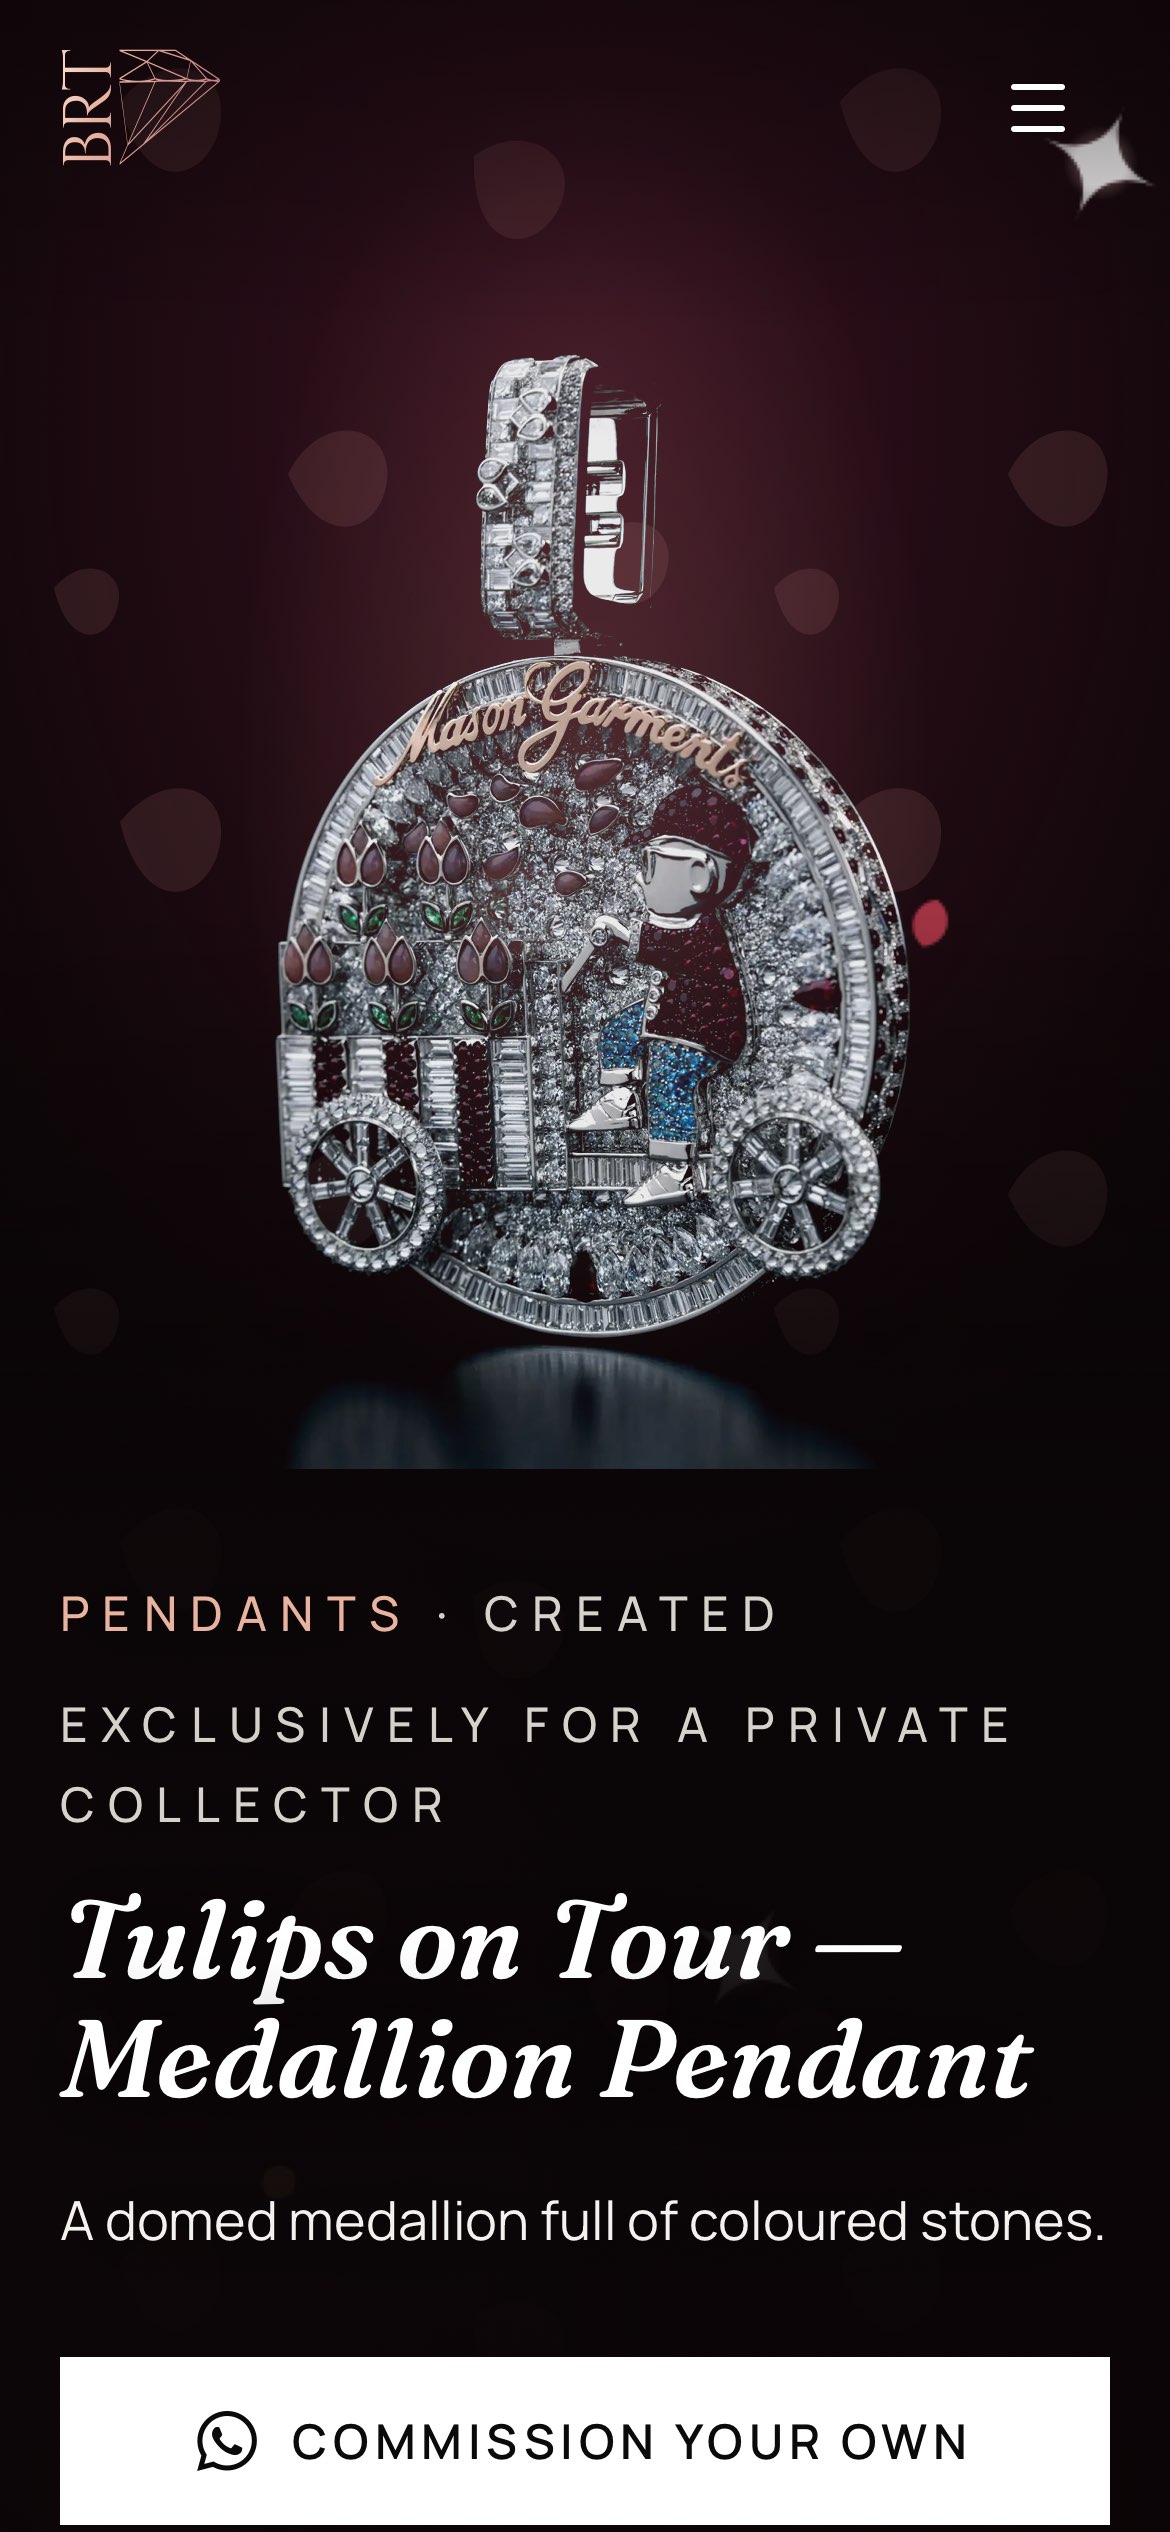 BRT
Mason Garments
PENDANTS · CREATED
EXCLUSIVELY FOR A PRIVATE
COLLECTOR
Tulips on Tour —
Medallion Pendant
A domed medallion full of coloured stones.
COMMISSION YOUR OWN